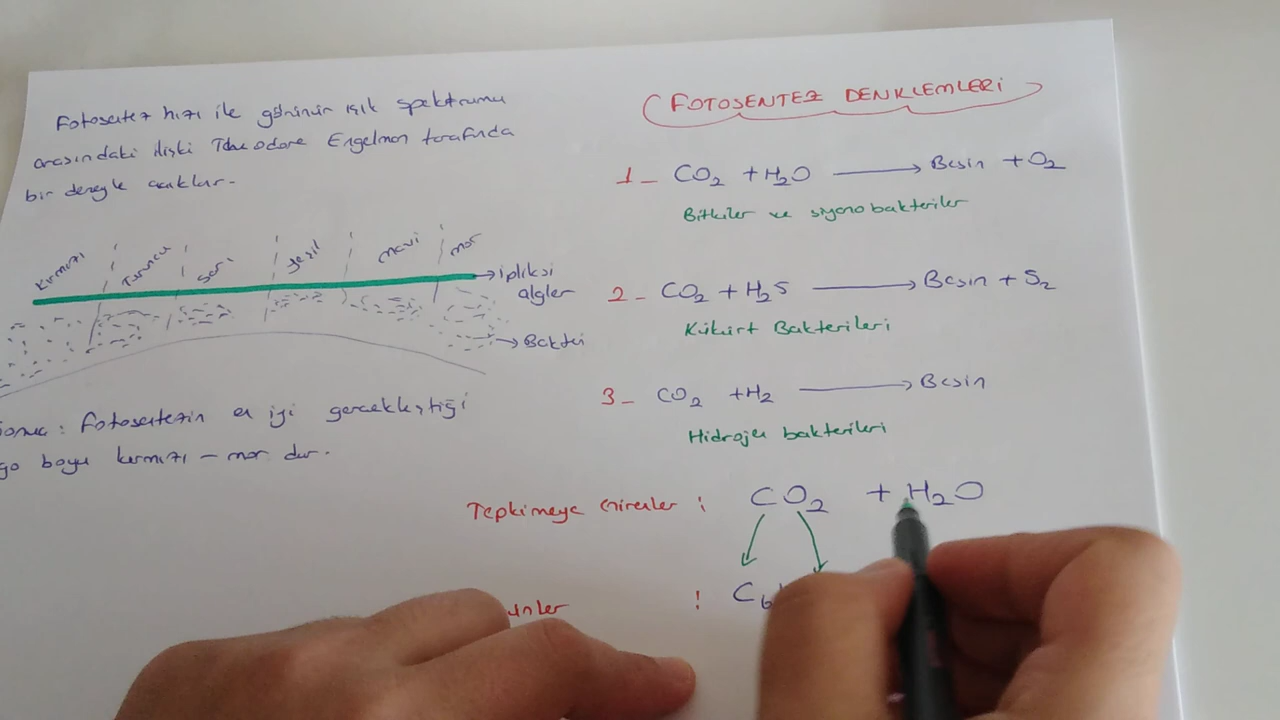 Fotosentez hızı ile görünür ışık spektrumu
arasındaki ilişki Theodore Engelman tarafında
bir deneyle açıklar.
Kırmızı Turuncu Sarı Yeşil mavi mor
ipliksi
algler
Bakteri
Sonuç: fotosentezin en iyi gerçekleştiği
boyu kırmızı - mor dur.
FOTOSENTEZ DENKLEMLERİ
1- CO₂ + H₂O → Besin + O₂
Bitkiler ve siyanobakteriler
2- CO₂ + H₂S → Besin + S₂
Kükürt Bakterileri
3- CO₂ + H₂ → Besin
Hidrojen bakterileri
Tepkimeye Girenler : CO₂ + H₂O
: C₆